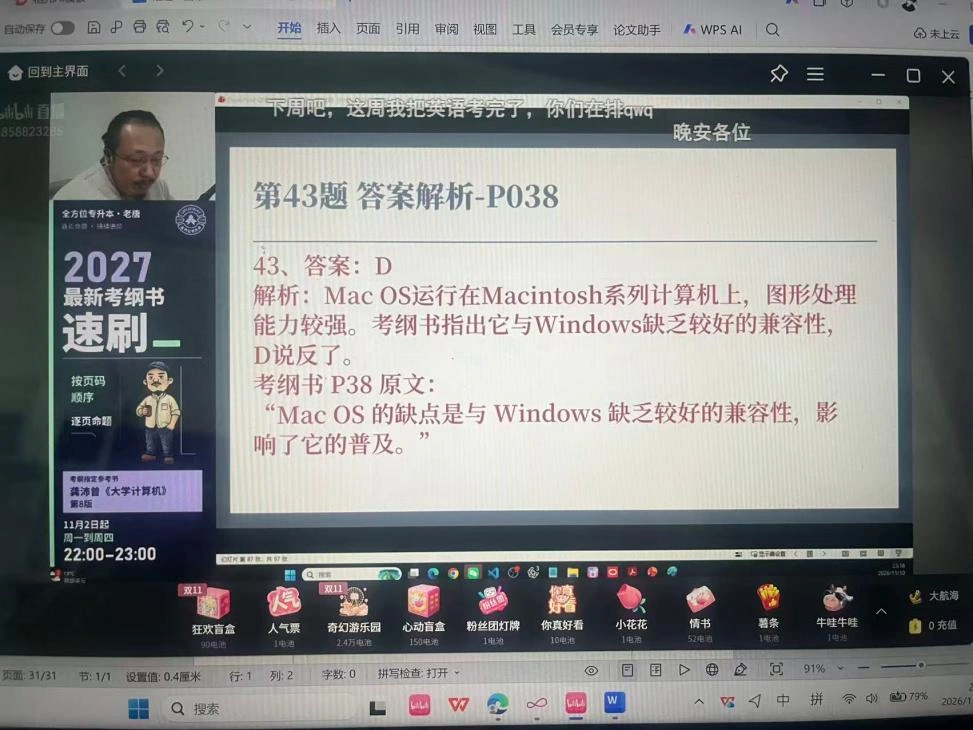 自动保存
开始 插入 页面 引用 审阅 视图 工具 会员专享 论文助手 WPS AI
未上云
回到主界面
下周吧，这周我把英语考完了，你们在排qwq
晚安各位
全方位专升本·老唐
2027
最新考纲书
速刷
按页码
顺序
逐页命题
考纲指定参考书
龚沛曾《大学计算机》
第8版
11月2日起
周一到周四
22:00-23:00
第43题 答案解析-P038
43、答案：D
解析：Mac OS运行在Macintosh系列计算机上，图形处理
能力较强。考纲书指出它与Windows缺乏较好的兼容性，
D说反了。
考纲书 P38 原文：
“Mac OS 的缺点是与 Windows 缺乏较好的兼容性，影
响了它的普及。”
搜索
双11 双11
狂欢盲盒 人气票 奇幻游乐园 心动盲盒 粉丝团灯牌 你真好看 小花花 情书 薯条 牛哇牛哇
90电池 1电池 2.4万电池 150电池 1电池 10电池 1电池 52电池 1电池 1电池
大航海
0 充值
页面: 31/31 节: 1/1 设置值: 0.4厘米 行: 1 列: 2 字数: 0 拼写检查: 打开 91%
搜索
中 拼 79%